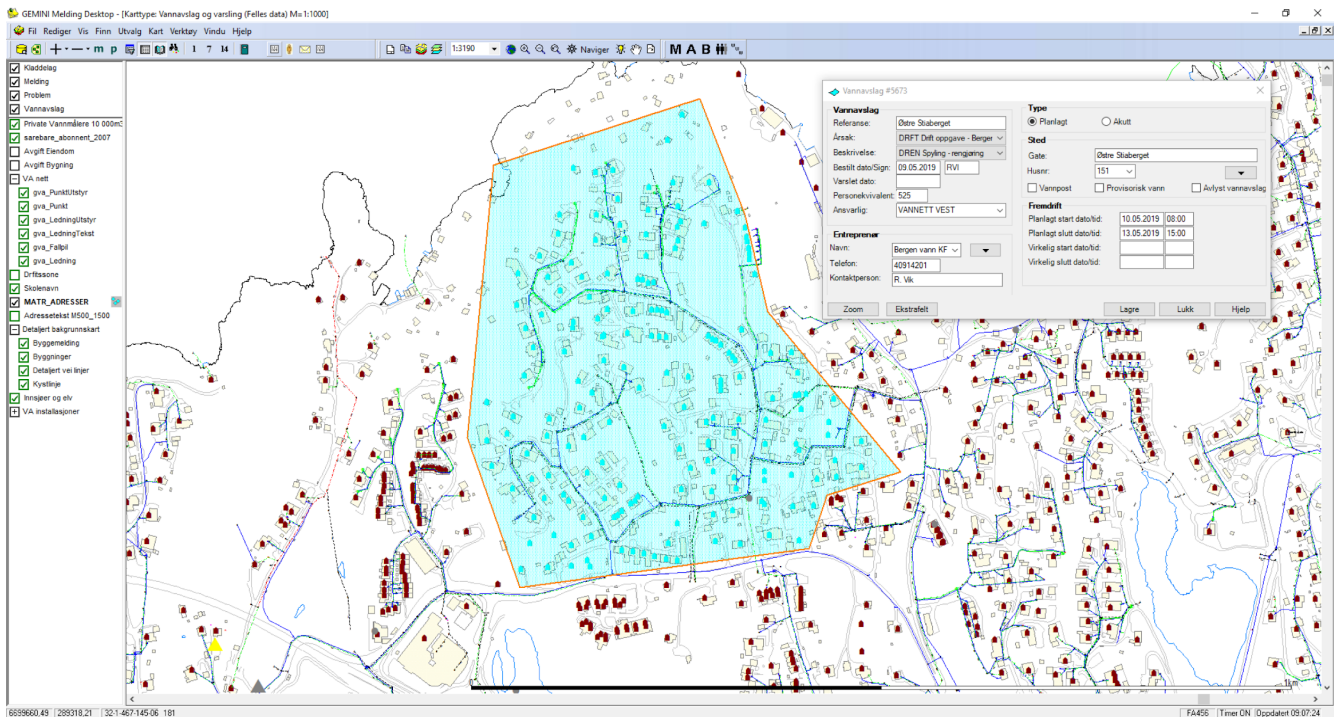 GEMINI Melding Desktop - [Karttype: Vannavslag og varsling (Felles data) M=1:1000]
Fil Rediger Vis Finn Utvalg Kart Verktøy Vindu Hjelp
m p 1 7 14 1:3190 Naviger M A B
Kladdelag
Melding
Problem
Vannavslag
Private Vannmålere 10 000m3
sarebare_abonnent_2007
Avgift Eiendom
Avgift Bygning
VA nett
gva_PunktUtstyr
gva_Punkt
gva_LedningUtstyr
gva_LedningTekst
gva_Fallpil
gva_Ledning
Drfitssone
Skolenavn
MATR_ADRESSER
Adressetekst M500_1500
Detaljert bakgrunnskart
Byggemelding
Byggninger
Detaljert vei linjer
Kystlinje
Innsjøer og elv
VA installasjoner
Vannavslag #5673
Vannavslag
Referanse: Østre Stiaberget
Årsak: DRFT Drift oppgave - Berger
Beskrivelse: DREN Spyling - rengjøring
Bestilt dato/Sign: 09.05.2019 RVI
Varslet dato:
Personekvivalent: 525
Ansvarlig: VANNETT VEST
Entreprenør
Navn: Bergen vann KF
Telefon: 40914201
Kontaktperson: R. Vik
Type
Planlagt Akutt
Sted
Gate: Østre Stiaberget
Husnr: 151
Vannpost Provisorisk vann Avlyst vannavslag
Fremdrift
Planlagt start dato/tid: 10.05.2019 08:00
Planlagt slutt dato/tid: 13.05.2019 15:00
Virkelig start dato/tid:
Virkelig slutt dato/tid:
Zoom Ekstrafelt Lagre Lukk Hjelp
1km
6699660,49 289318,21 32-1-467-145-06 181 FA456 Timer ON Oppdatert 09:07:24